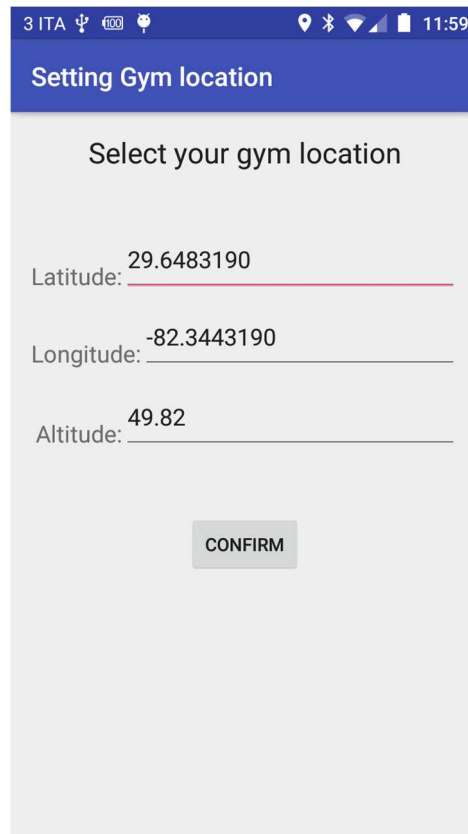 3 ITA 100 11:59
Setting Gym location
Select your gym location
Latitude: 29.6483190
Longitude: -82.3443190
Altitude: 49.82
CONFIRM